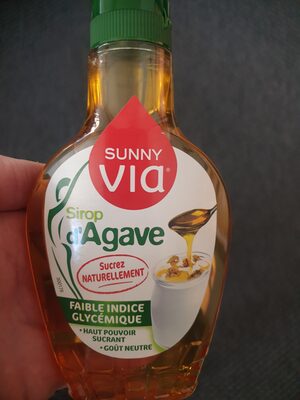 SUNNY
via
Sirop
d'Agave
Sucrez
NATURELLEMENT
FAIBLE INDICE
GLYCÉMIQUE
• HAUT POUVOIR
SUCRANT
• GOÛT NEUTRE